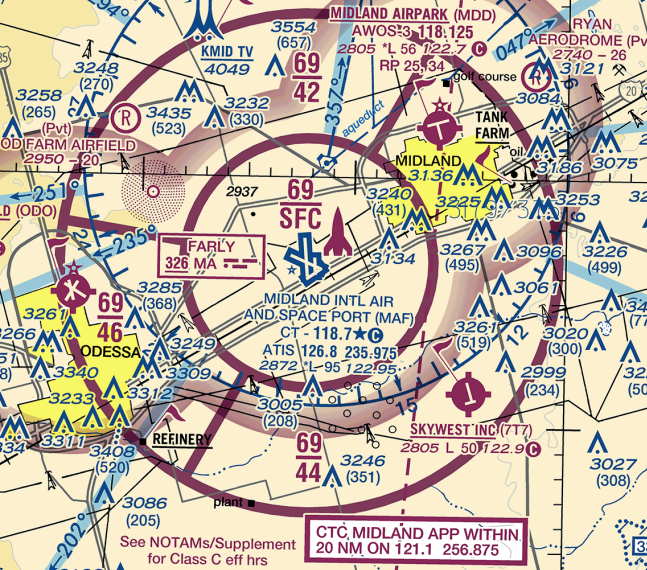 MIDLAND AIRPARK (MDD)
AWOS-3 118.125
2805 *L 56 122.7 C
RP 25, 34
RYAN
AERODROME (Pvt
2740 - 26
047°
3554
(657)
KMID TV
4049
69
42
357°
aqueduct
golf course
20
3121
3084
3248
(270)
3258
(265)
R
3435
(523)
3232
(330)
(Pvt)
OD FARM AIRFIELD
2950 - 20
TANK
FARM
oil
MIDLAND
3136
3186
3075
251°
LD (ODO)
235°
2937
69
SFC
3240
(431)
3225
3253
(697)
3134
3267
(495)
3096
3226
(499)
FARLY
326 MA
MIDLAND INTL AIR
AND SPACE PORT (MAF)
CT - 118.7 ★ C
ATIS 126.8 235.975
2872 *L 95 122.95
3285
(368)
69
46
3261
3266
ODESSA
3249
3309
3340
3312
3233
3311
334
3408
(520)
REFINERY
3261
(519)
12
3020
(300)
2999
(234)
15
3005
(208)
69
44
3246
(351)
SKYWEST INC (7T7)
2805 L 50 122.9 C
3027
(308)
3086
(205)
plant
202°
See NOTAMs/Supplement
for Class C eff hrs
CTC MIDLAND APP WITHIN
20 NM ON 121.1 256.875